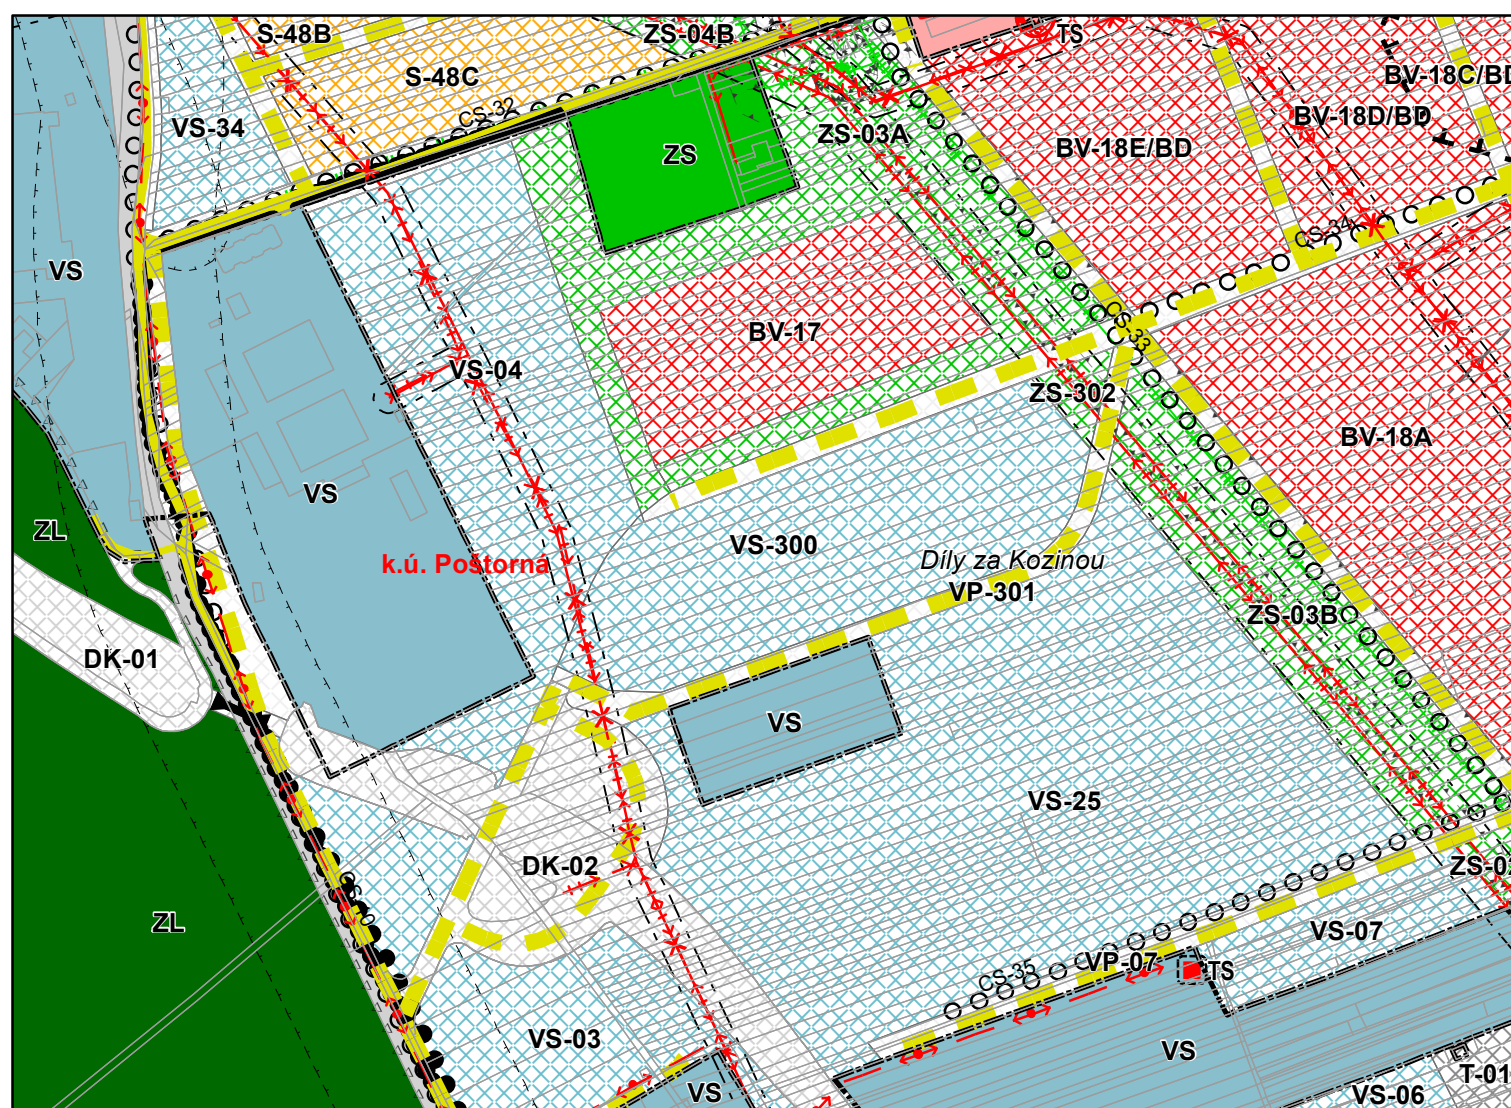 S-48B
ZS-04B
TS
S-48C
BV-18C/BD
CS-32
BV-18D/BD
VS-34
ZS-03A
BV-18E/BD
ZS
CS-34
VS
CS-33
BV-17
VS-04
ZS-302
BV-18A
VS
ZL
VS-300
Díly za Kozinou
k.ú. Poštorná
VP-301
ZS-03B
DK-01
VS
VS-25
DK-02
ZS-02
ZL
VS-07
VP-07
TS
CS-35
VS-03
VS
T-01
VS
VS-06